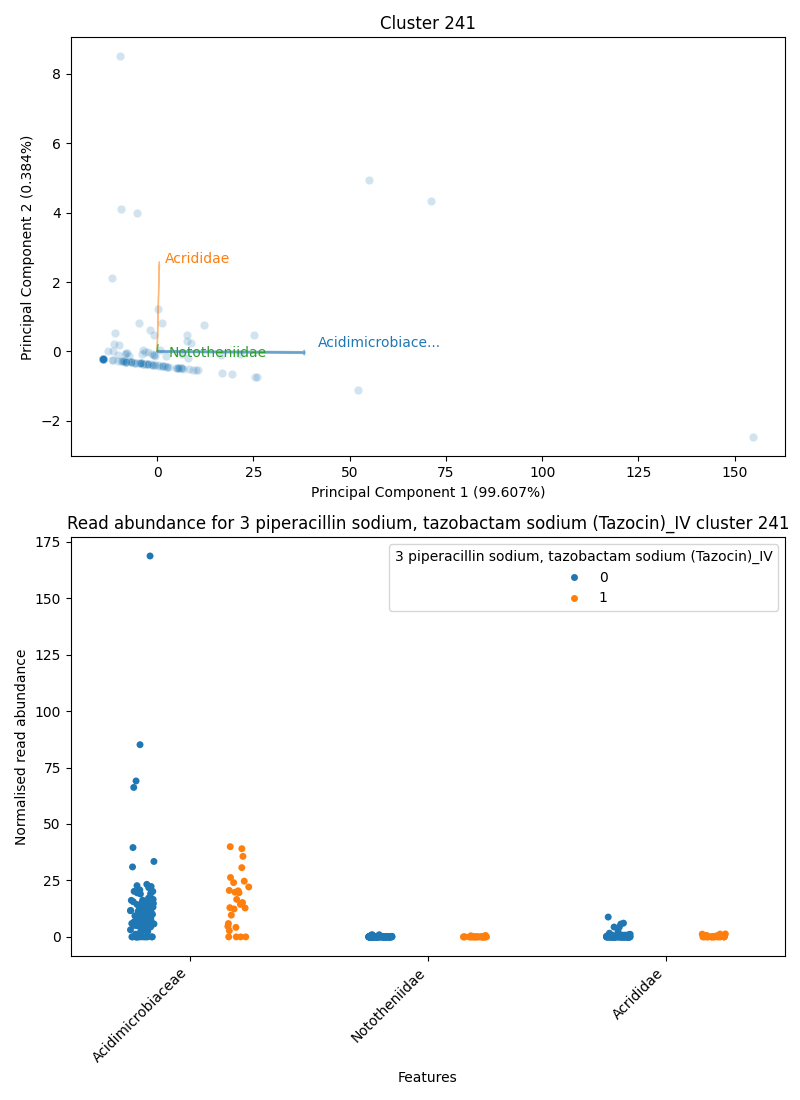 Cluster 241
8
6
4
2
0
−2
Principal Component 2 (0.384%)
Acrididae
Acidimicrobiace...
Nototheniidae
0
25
50
75
100
125
150
Principal Component 1 (99.607%)
Read abundance for 3 piperacillin sodium, tazobactam sodium (Tazocin)_IV cluster 241
175
150
125
100
75
50
25
0
Normalised read abundance
3 piperacillin sodium, tazobactam sodium (Tazocin)_IV
0
1
Acidimicrobiaceae
Nototheniidae
Acrididae
Features